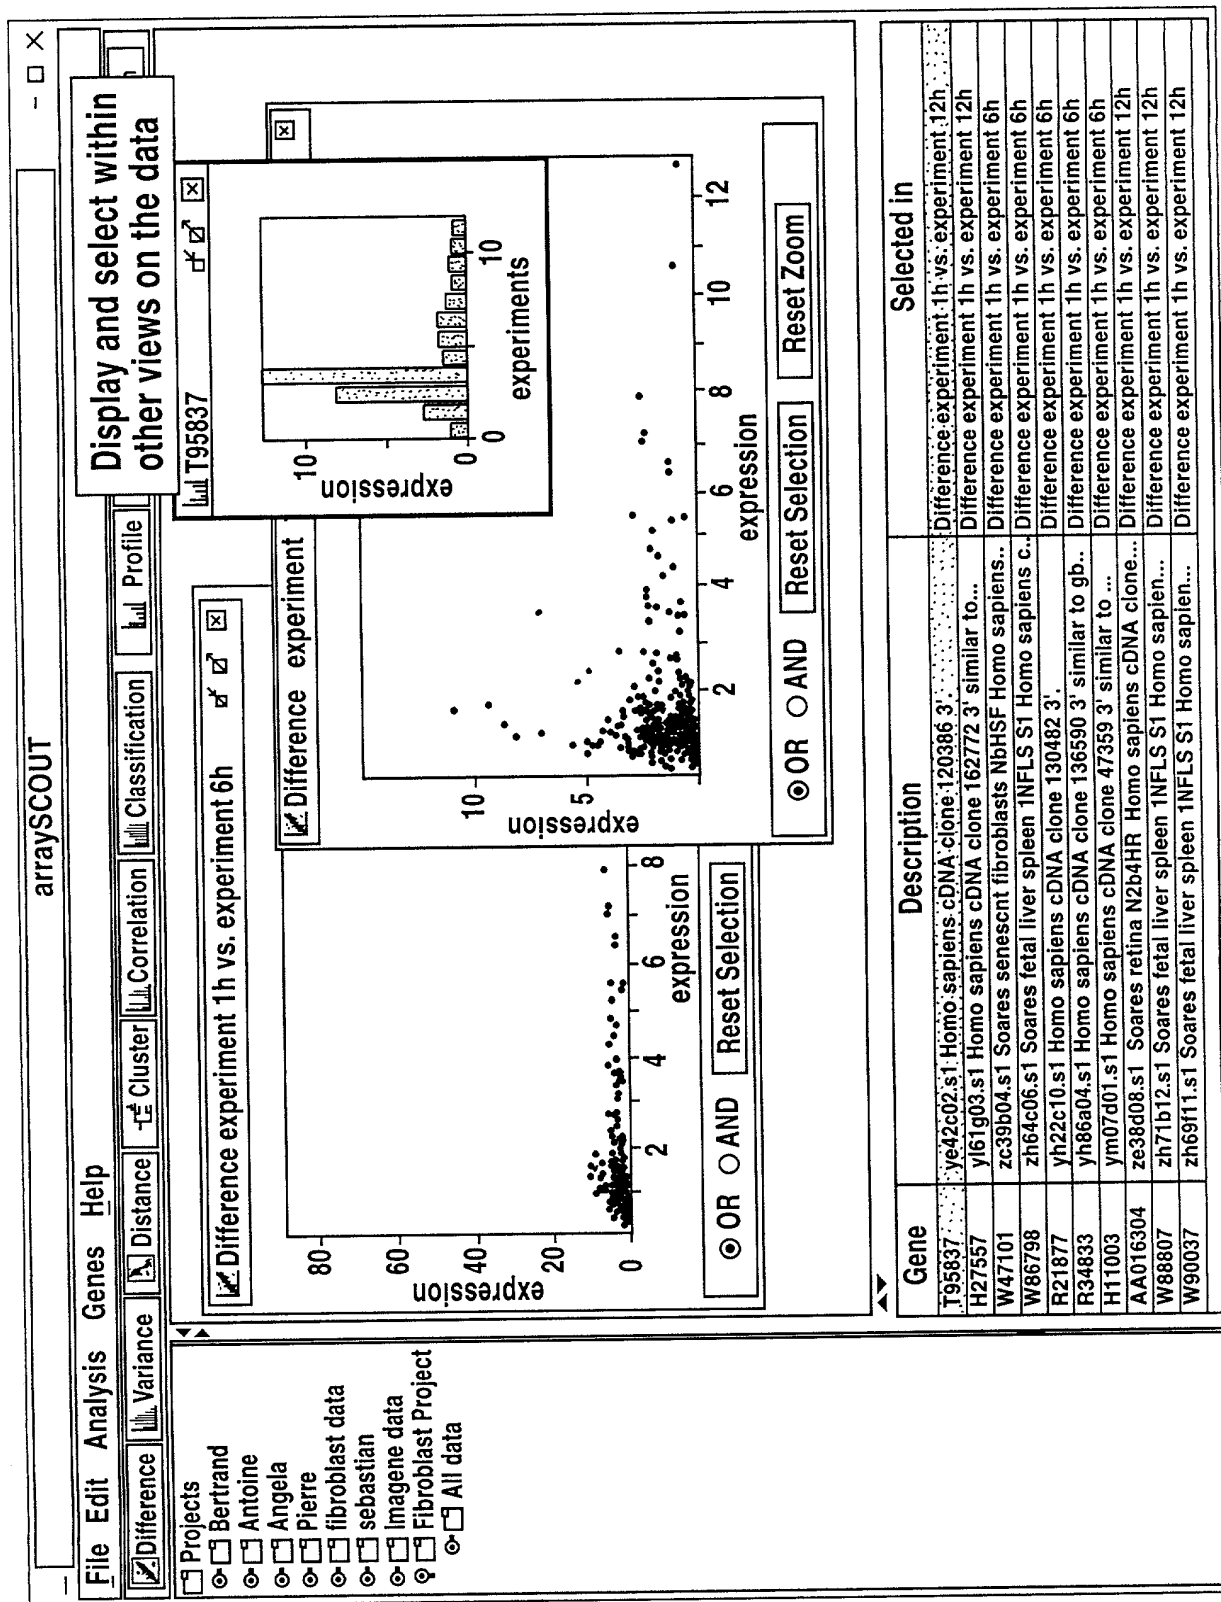 arraySCOUT
File Edit Analysis Genes Help
Difference Variance Distance Cluster Correlation Classification Profile
Display and select within
other views on the data
Projects
Bertrand
Antoine
Angela
Pierre
fibroblast data
sebastian
Imagene data
Fibroblast Project
All data
Difference experiment 1h vs. experiment 6h
80
60
40
20
0
expression
2 4 6 8
expression
OR AND Reset Selection
Difference experiment
10
5
expression
2 4 6 8 10 12
expression
OR AND Reset Selection Reset Zoom
T95837
10
0
expression
0 10
experiments
Gene Description Selected in
T95837 ye42c02.s1 Homo sapiens cDNA clone 120386 3'. Difference experiment 1h vs. experiment 12h
H27557 yl61g03.s1 Homo sapiens cDNA clone 162772 3' similar to... Difference experiment 1h vs. experiment 12h
W47101 zc39b04.s1 Soares senescnt fibroblasts NbHSF Homo sapiens.. Difference experiment 1h vs. experiment 6h
W86798 zh64c06.s1 Soares fetal liver spleen 1NFLS S1 Homo sapiens c.. Difference experiment 1h vs. experiment 6h
R21877 yh22c10.s1 Homo sapiens cDNA clone 130482 3'. Difference experiment 1h vs. experiment 6h
R34833 yh86a04.s1 Homo sapiens cDNA clone 136590 3' similar to gb.. Difference experiment 1h vs. experiment 6h
H11003 ym07d01.s1 Homo sapiens cDNA clone 47359 3' similar to ... Difference experiment 1h vs. experiment 6h
AA016304 ze38d08.s1 Soares retina N2b4HR Homo sapiens cDNA clone... Difference experiment 1h vs. experiment 12h
W88807 zh71b12.s1 Soares fetal liver spleen 1NFLS S1 Homo sapien... Difference experiment 1h vs. experiment 12h
W90037 zh69f11.s1 Soares fetal liver spleen 1NFLS S1 Homo sapien... Difference experiment 1h vs. experiment 12h